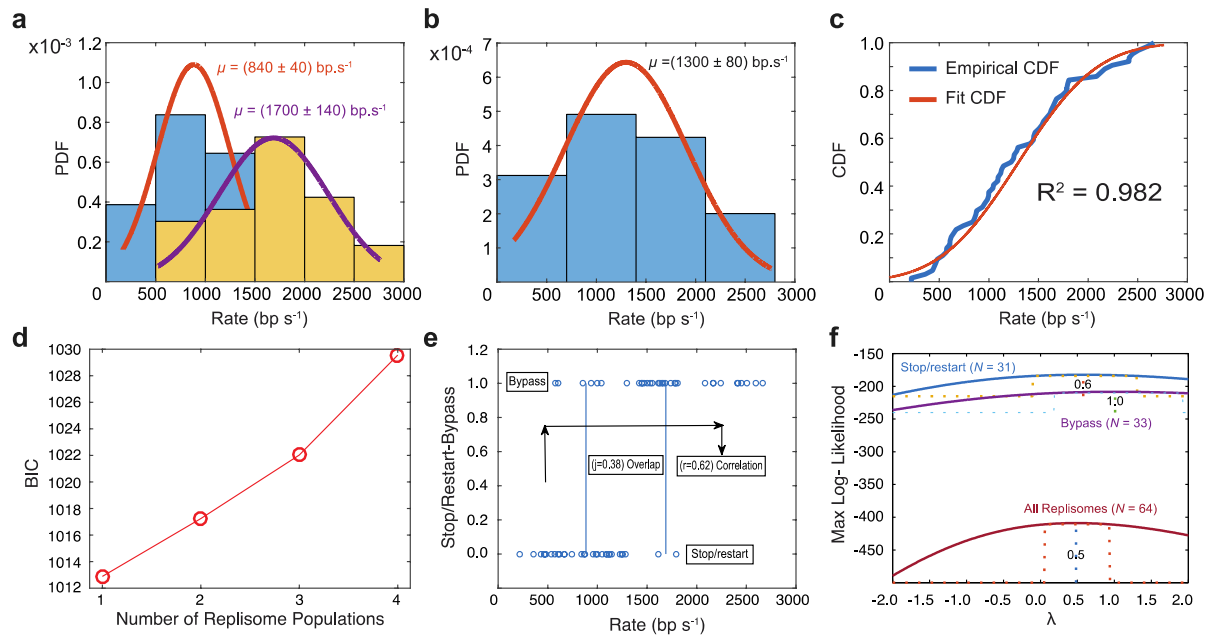 a
x10⁻³
1.2
1.0
0.8
0.6
0.4
0.2
PDF
μ = (840 ± 40) bp.s⁻¹
μ = (1700 ± 140) bp.s⁻¹
0 500 1000 1500 2000 2500 3000
Rate (bp s⁻¹)
b
x10⁻⁴
7
6
5
4
3
2
1
PDF
μ = (1300 ± 80) bp.s⁻¹
0 500 1000 1500 2000 2500 3000
Rate (bp s⁻¹)
c
1.0
0.8
0.6
0.4
0.2
CDF
Empirical CDF
Fit CDF
R² = 0.982
0 500 1000 1500 2000 2500 3000
Rate (bp s⁻¹)
d
1030
1028
1026
1024
1022
1020
1018
1016
1014
1012
BIC
1 2 3 4
Number of Replisome Populations
e
1.2
1.0
0.8
0.6
0.4
0.2
0.0
Stop/Restart-Bypass
Bypass
(j=0.38) Overlap
(r=0.62) Correlation
Stop/restart
0 500 1000 1500 2000 2500 3000
Rate (bp s⁻¹)
f
-150
-200
-250
-300
-350
-400
-450
Max Log- Likelihood
Stop/restart (N = 31)
0.6
1.0
Bypass (N = 33)
All Replisomes (N = 64)
0.5
-2.0 -1.5 -1.0 -0.5 0.0 0.5 1.0 1.5 2.0
λ